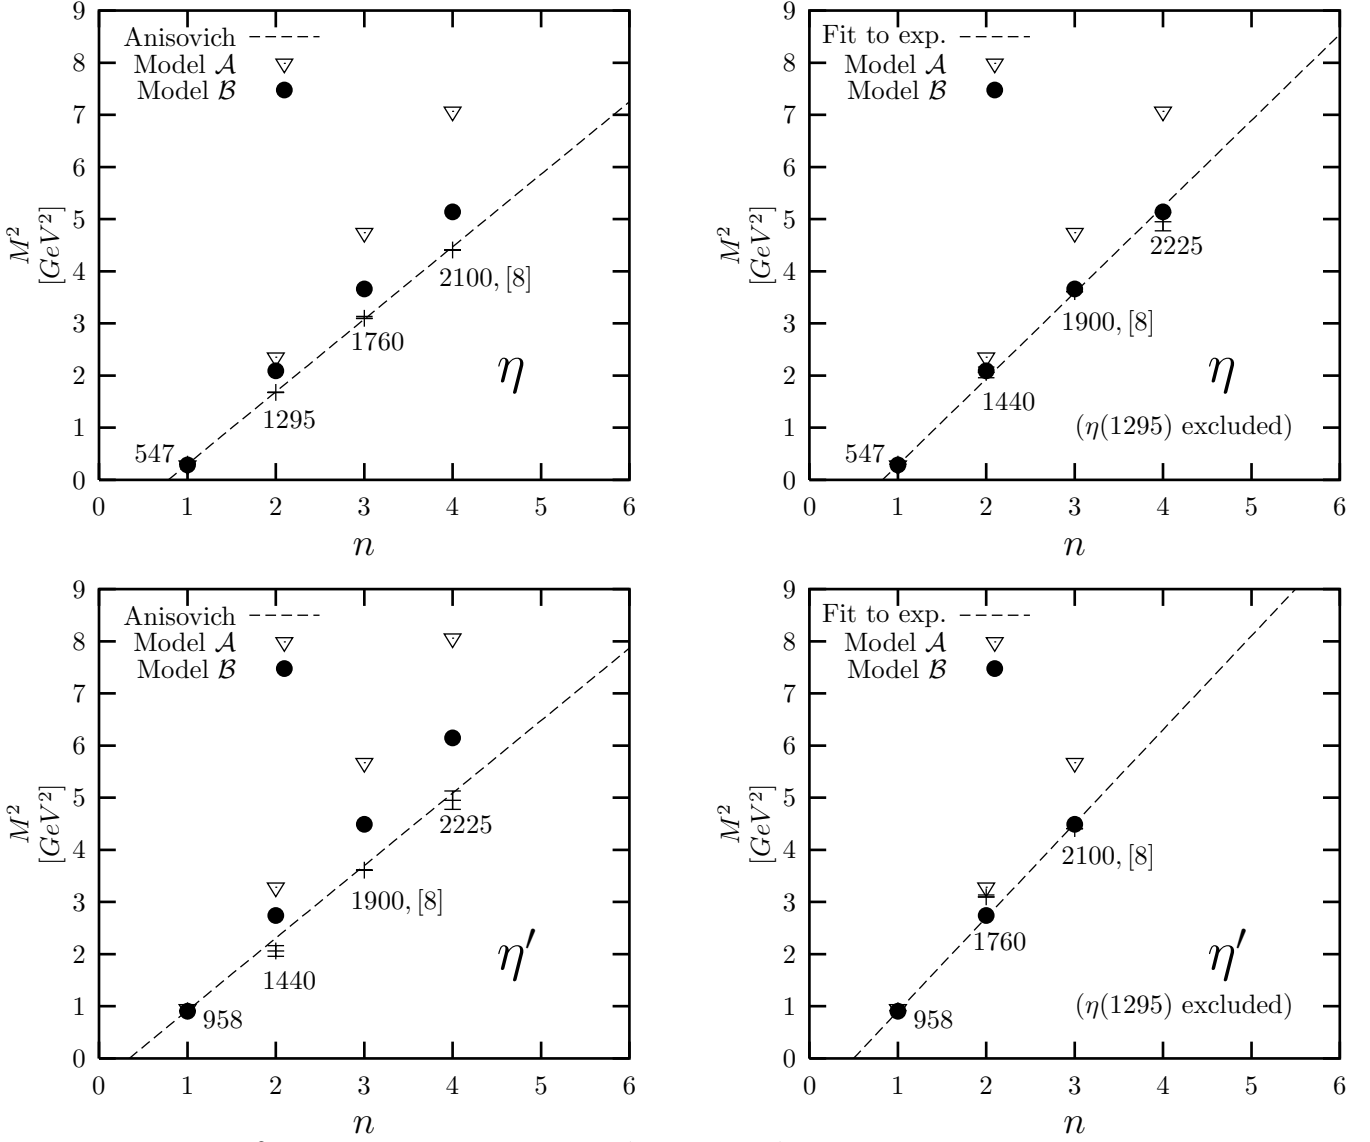 Anisovich
Model 𝒜
Model ℬ
M²
[GeV²]
9
8
7
6
5
4
3
2
1
0
547
1295
1760
2100, [8]
η
0 1 2 3 4 5 6
n
Fit to exp.
Model 𝒜
Model ℬ
M²
[GeV²]
9
8
7
6
5
4
3
2
1
0
547
1440
1900, [8]
2225
η
(η(1295) excluded)
0 1 2 3 4 5 6
n
Anisovich
Model 𝒜
Model ℬ
M²
[GeV²]
9
8
7
6
5
4
3
2
1
0
958
1440
1900, [8]
2225
η′
0 1 2 3 4 5 6
n
Fit to exp.
Model 𝒜
Model ℬ
M²
[GeV²]
9
8
7
6
5
4
3
2
1
0
958
1760
2100, [8]
η′
(η(1295) excluded)
0 1 2 3 4 5 6
n